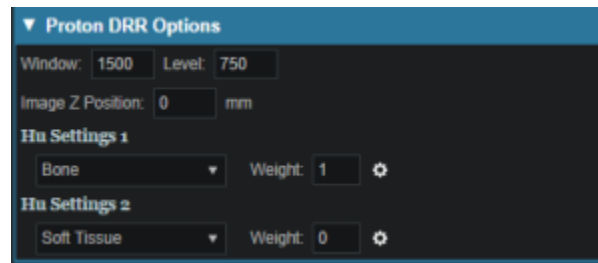 Proton DRR Options
Window: 1500 Level: 750
Image Z Position: 0 mm
Hu Settings 1
Bone Weight: 1
Hu Settings 2
Soft Tissue Weight: 0